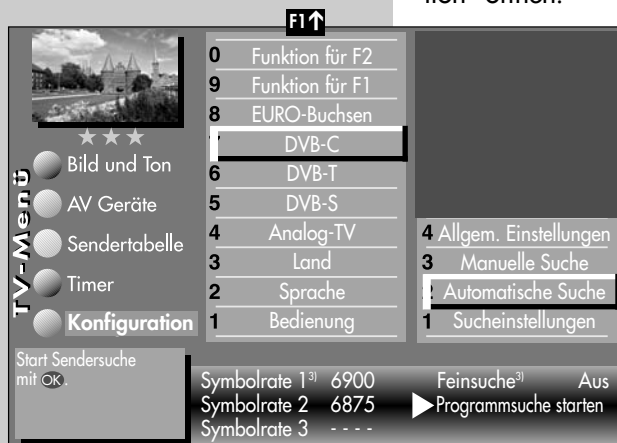 tion" öffnen.
F1↑
TV-Menü
Bild und Ton
AV Geräte
Sendertabelle
Timer
Konfiguration
0 Funktion für F2
9 Funktion für F1
8 EURO-Buchsen
7 DVB-C
6 DVB-T
5 DVB-S
4 Analog-TV
3 Land
2 Sprache
1 Bedienung
4 Allgem. Einstellungen
3 Manuelle Suche
2 Automatische Suche
1 Sucheinstellungen
Start Sendersuche
mit OK.
Symbolrate 1³⁾ 6900
Symbolrate 2 6875
Symbolrate 3 - - - -
Feinsuche³⁾ Aus
Programmsuche starten